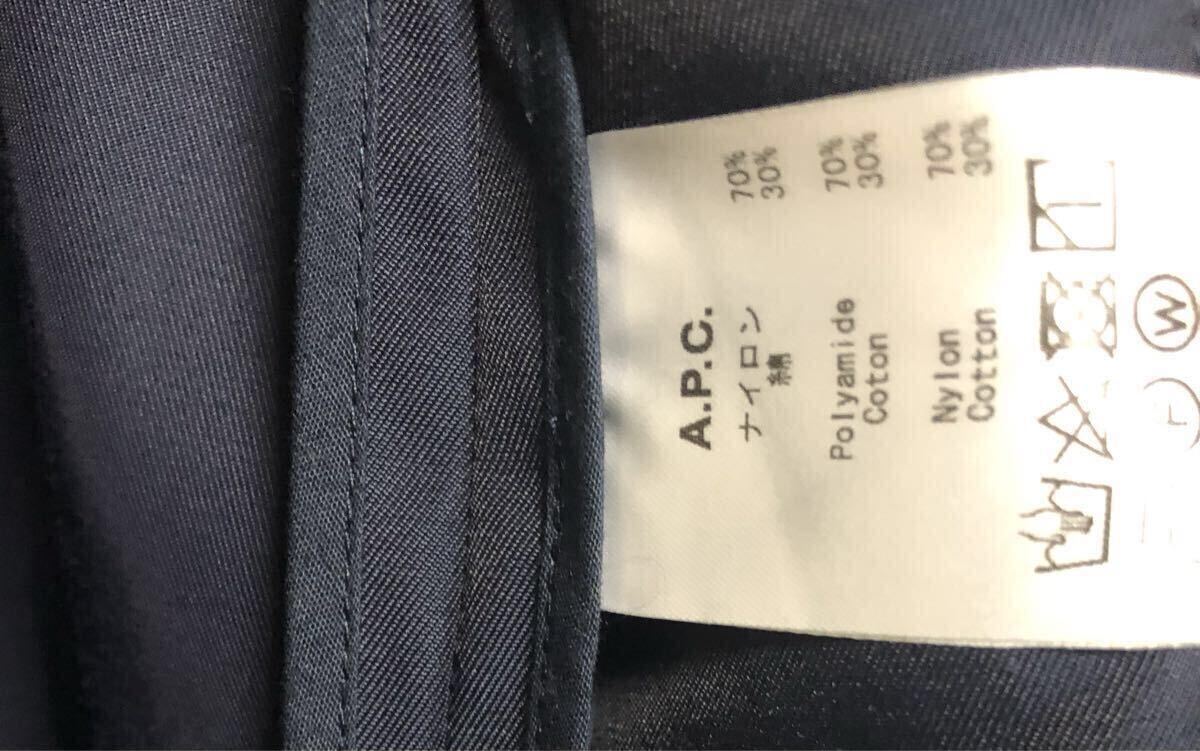 A.P.C.
ナイロン 70%
綿 30%
Polyamide 70%
Coton 30%
Nylon 70%
Cotton 30%
W